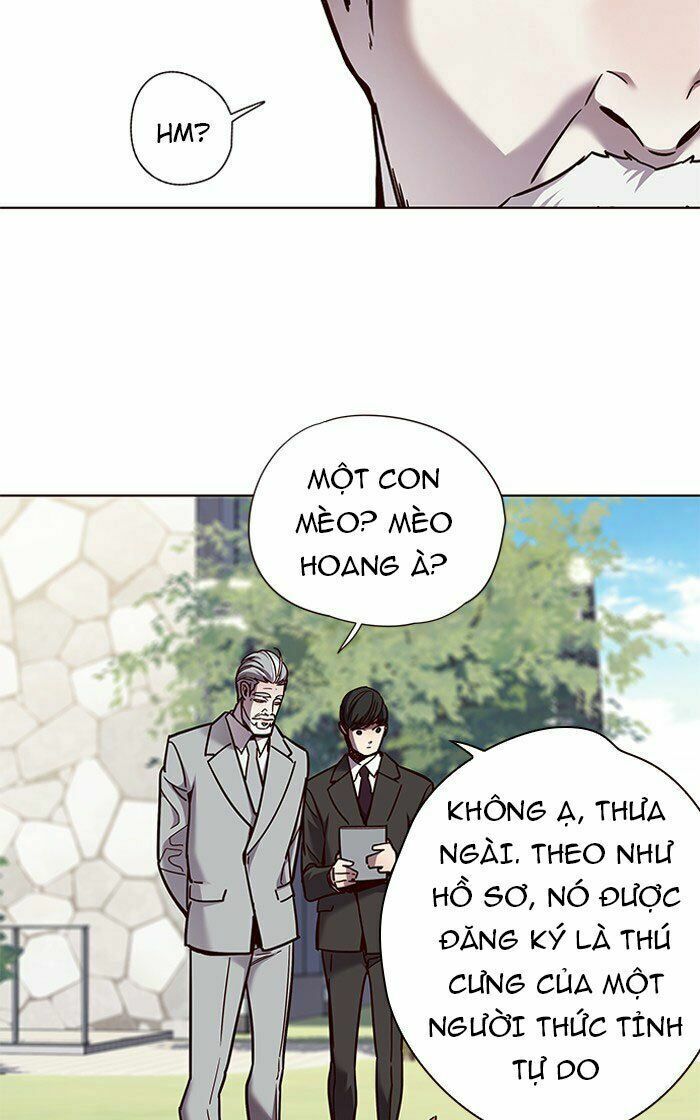 HM?
MỘT CON
MÈO? MÈO
HOANG À?
KHÔNG Ạ, THƯA
NGÀI. THEO NHƯ
HỒ SƠ, NÓ ĐƯỢC
ĐĂNG KÝ LÀ THÚ
CƯNG CỦA MỘT
NGƯỜI THỨC TỈNH
TỰ DO